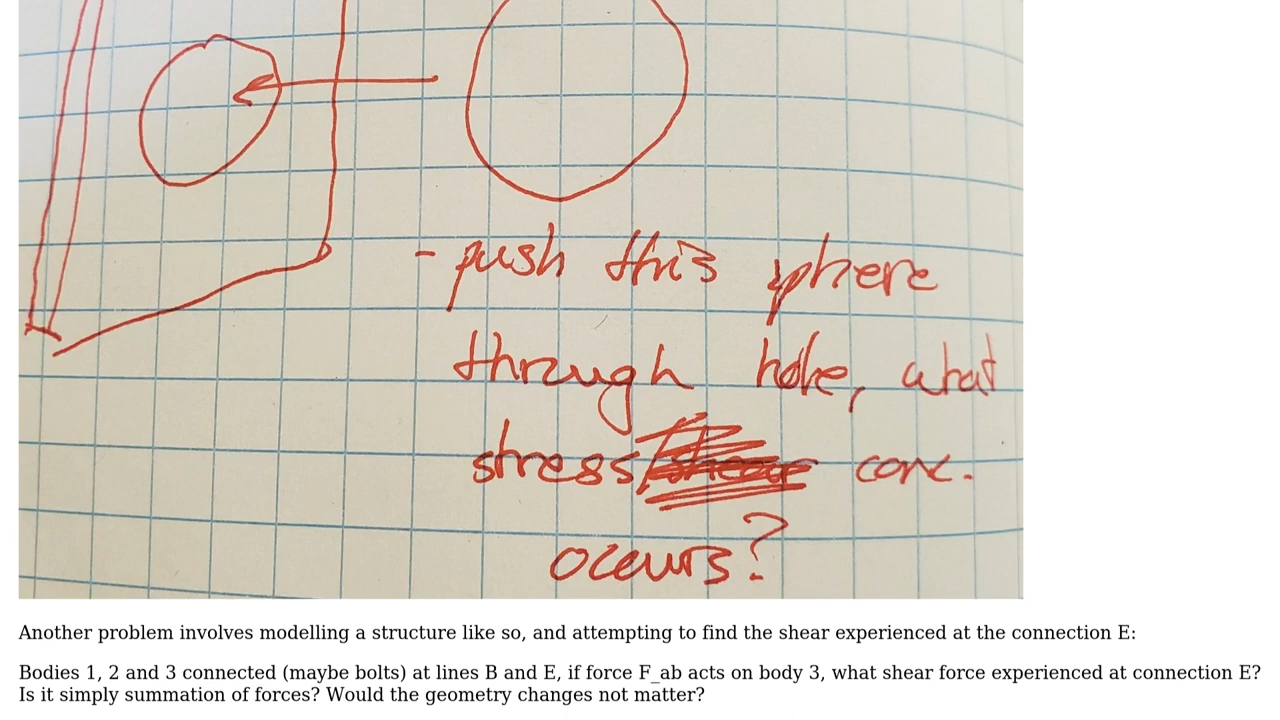 - push this sphere
through hole, what
stress conc.
occurs?
Another problem involves modelling a structure like so, and attempting to find the shear experienced at the connection E:
Bodies 1, 2 and 3 connected (maybe bolts) at lines B and E, if force F_ab acts on body 3, what shear force experienced at connection E?
Is it simply summation of forces? Would the geometry changes not matter?